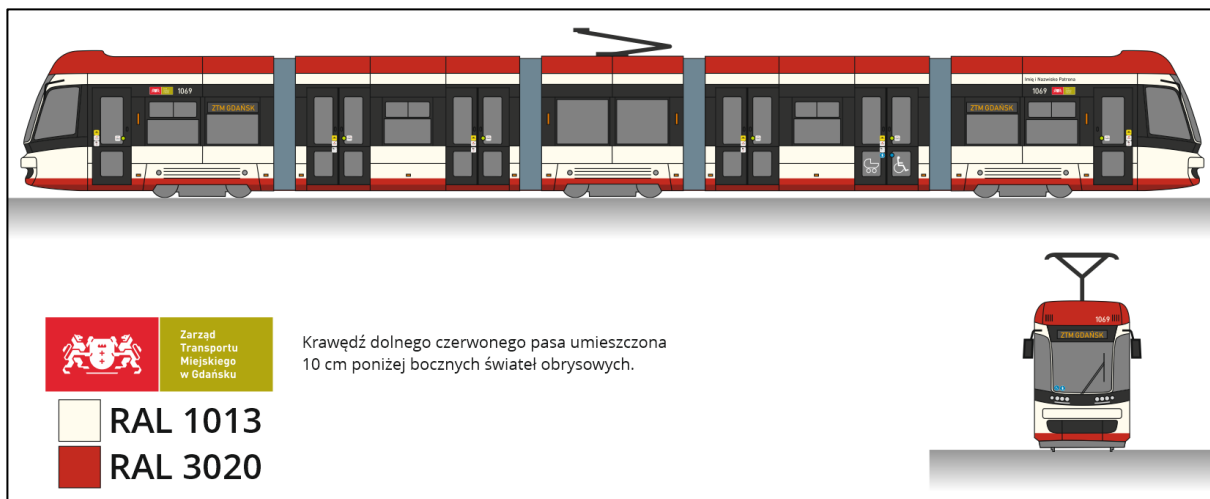 Imię i Nazwisko Patrona
1069
1069
ZTM GDAŃSK
ZTM GDAŃSK
1069
ZTM GDAŃSK
Zarząd
Transportu
Miejskiego
w Gdańsku
Krawędź dolnego czerwonego pasa umieszczona
10 cm poniżej bocznych świateł obrysowych.
RAL 1013
RAL 3020